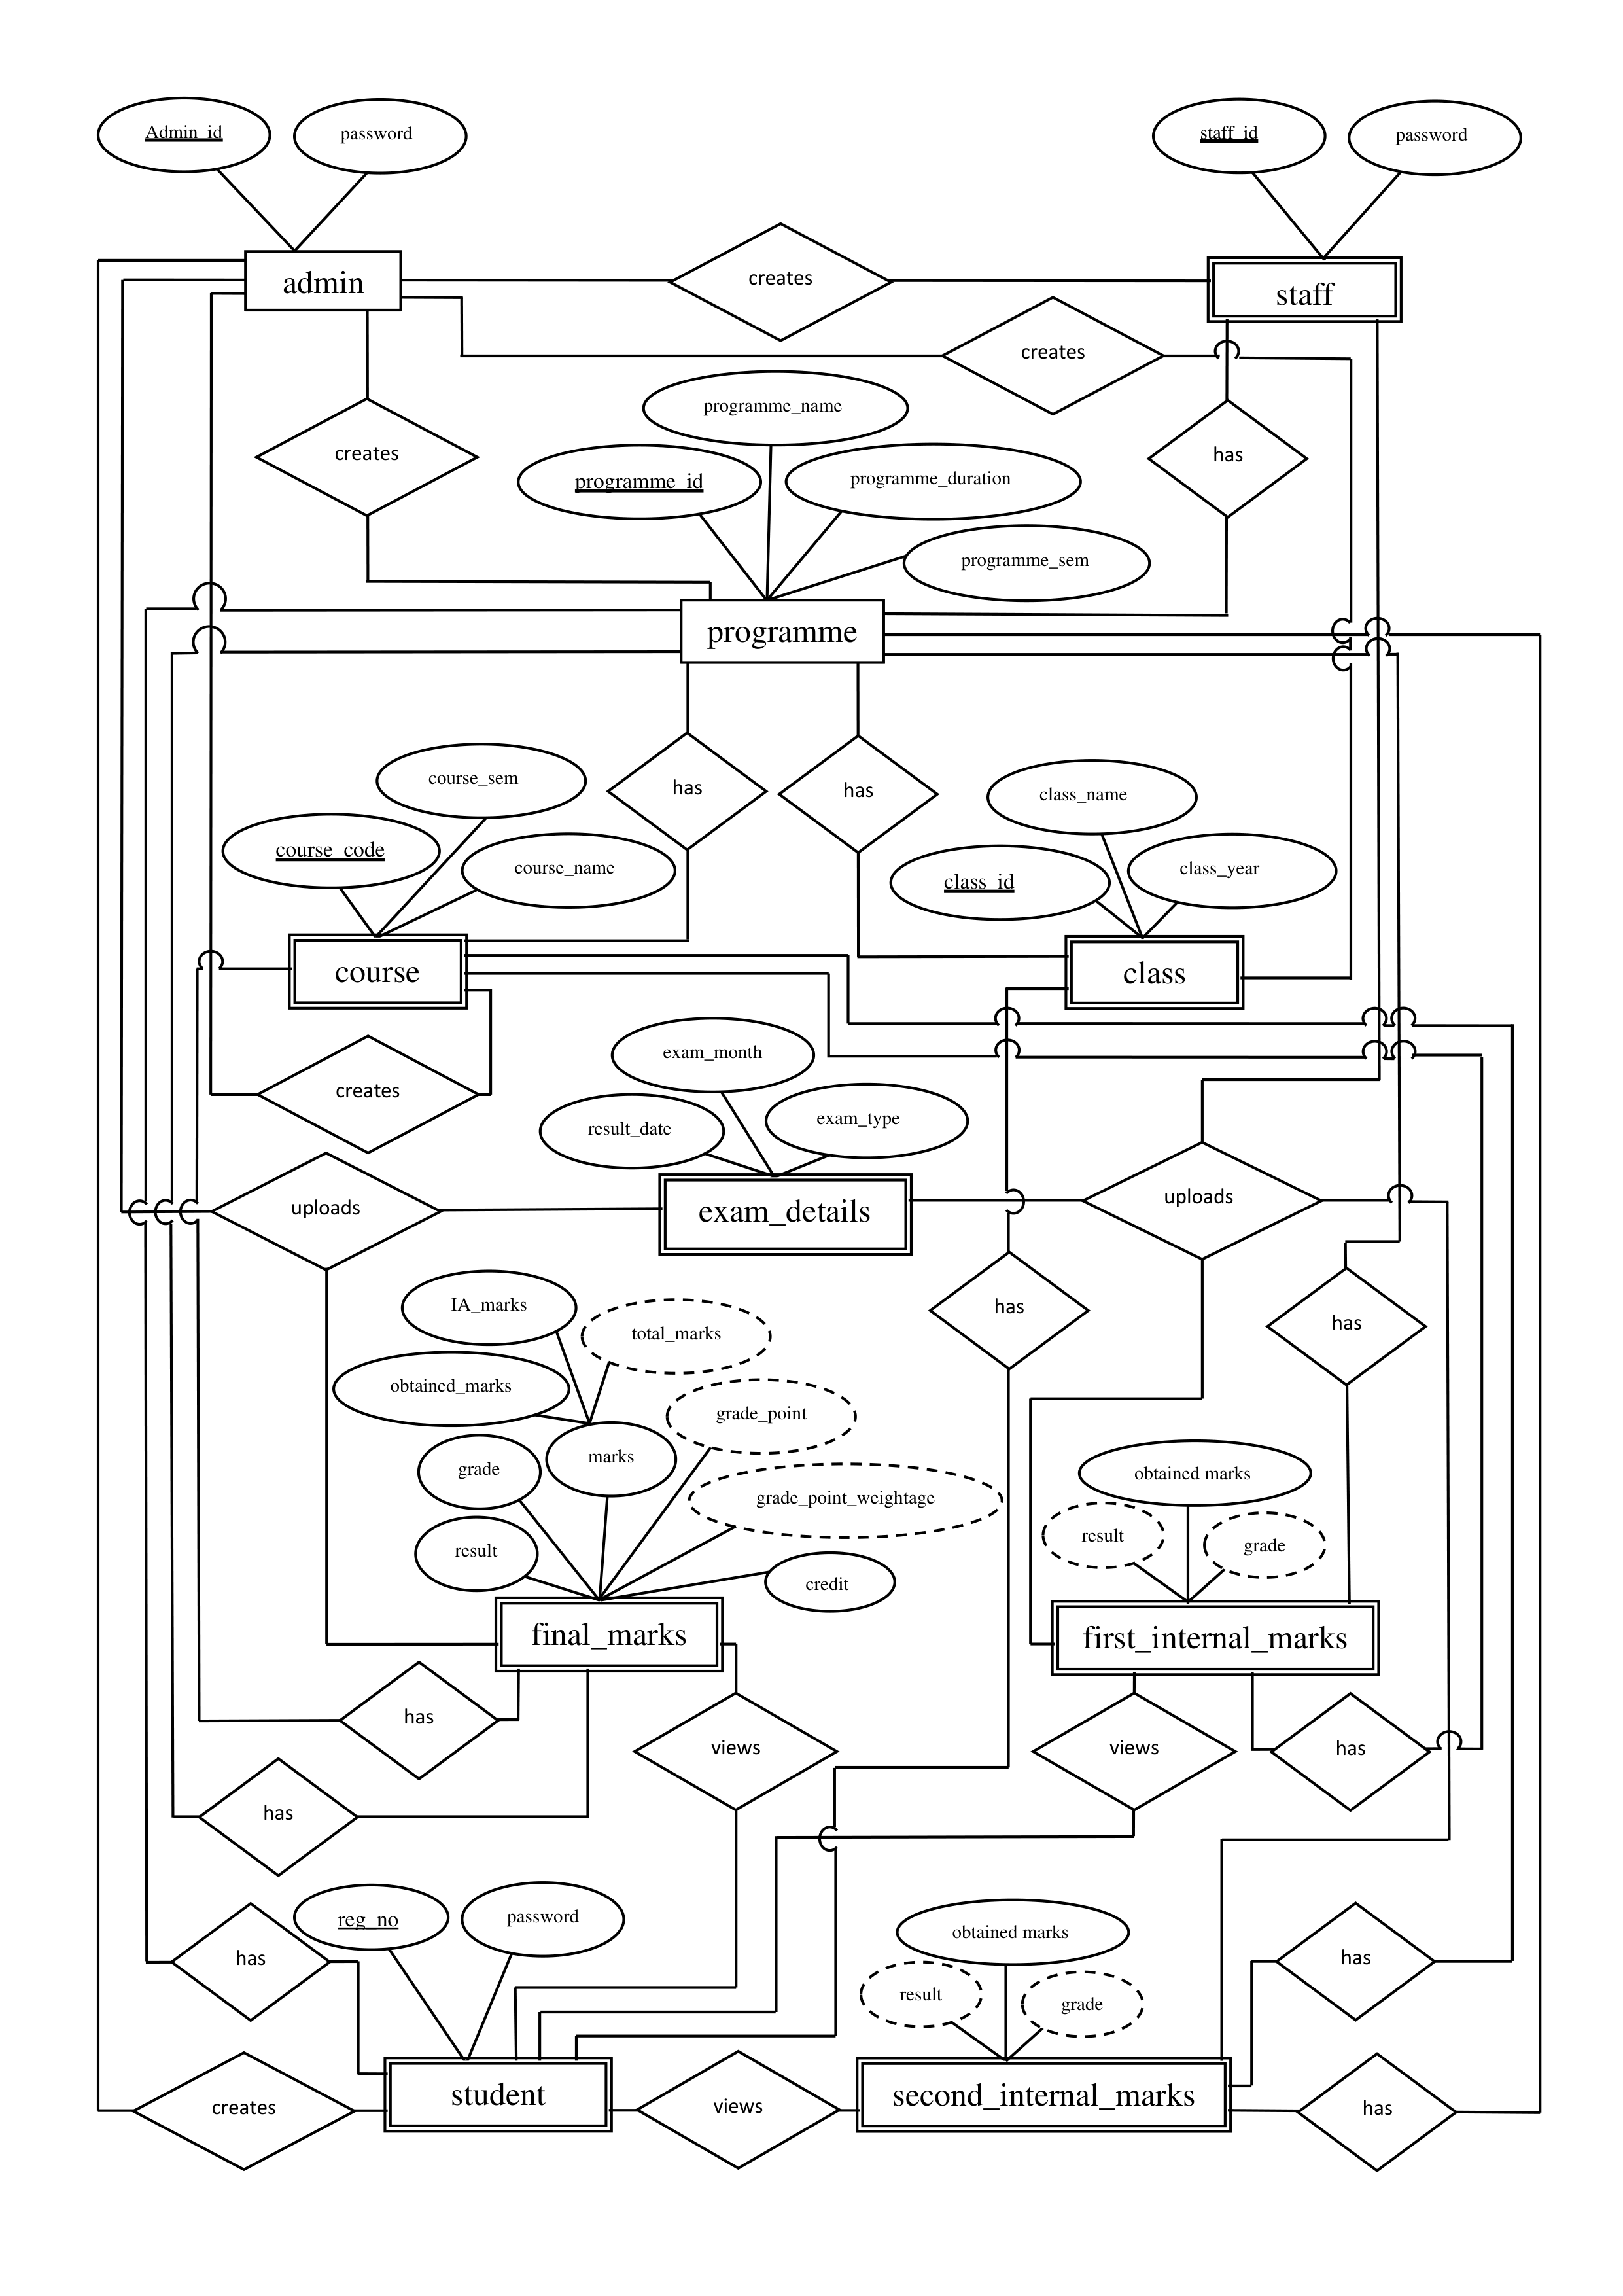 Admin_id
password
staff_id
password
creates
admin
staff
creates
programme_name
creates
has
programme_id
programme_duration
programme_sem
programme
course_sem
has
has
class_name
course_code
course_name
class_id
class_year
course
class
exam_month
creates
result_date
exam_type
uploads
exam_details
uploads
IA_marks
total_marks
has
has
obtained_marks
grade_point
grade
marks
obtained marks
grade_point_weightage
result
credit
result
grade
final_marks
first_internal_marks
has
views
views
has
has
reg_no
password
obtained marks
has
has
result
grade
creates
student
views
second_internal_marks
has